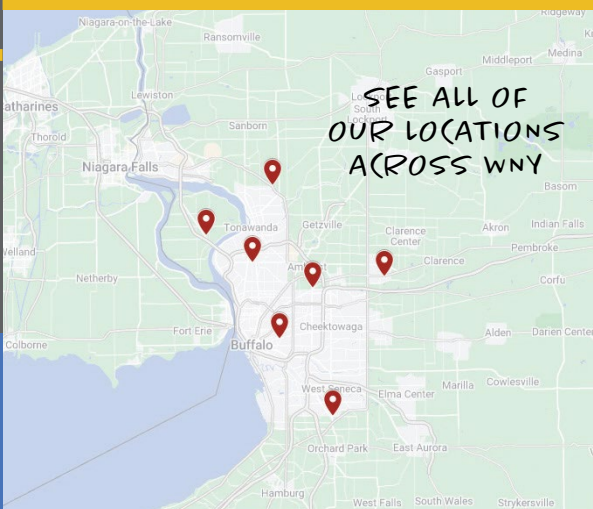 Niagara-on-the-Lake
Ridgeway
Ransomville
Medina
Middleport
Gasport
Lewiston
atharines
SEE ALL OF
OUR LOCATIONS
ACROSS WNY
South
Sanborn
Thorold
Niagara Falls
Basom
Tonawanda
Getzville
Clarence
Center
Akron
Indian Falls
Pembroke
Welland
Clarence
Netherby
Corfu
Fort Erie
Cheektowaga
Alden
Darien Center
Colborne
Buffalo
West Seneca
Elma Center
Marilla
Cowlesville
Orchard Park
East Aurora
Hamburg
West Falls
South Wales
Strykersville